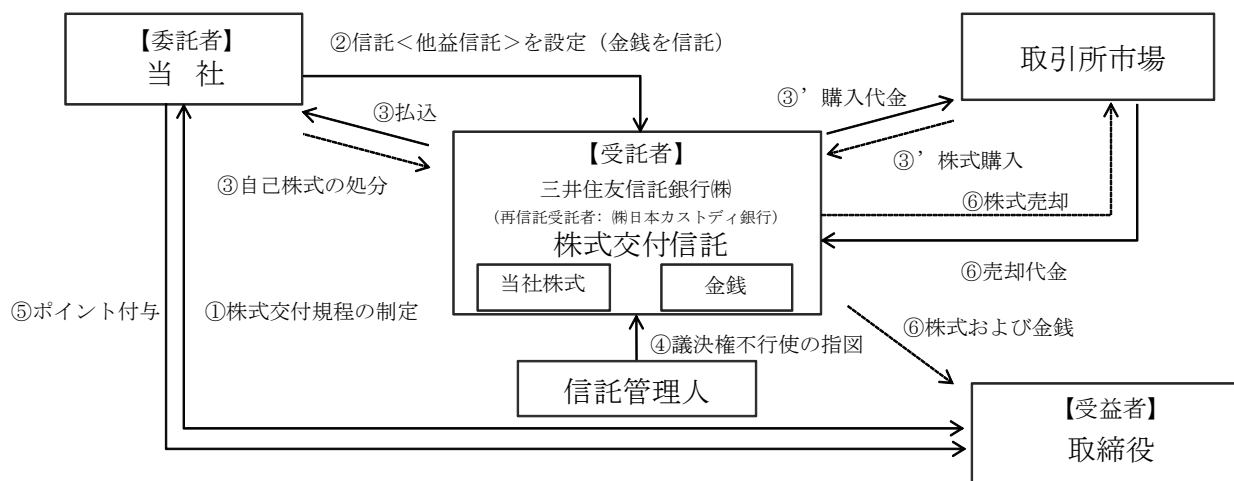 【委託者】
当　社
②信託＜他益信託＞を設定（金銭を信託）
取引所市場
③払込
③自己株式の処分
③’購入代金
③’株式購入
【受託者】
三井住友信託銀行㈱
（再信託受託者：㈱日本カストディ銀行）
株式交付信託
当社株式
金銭
⑥株式売却
⑥売却代金
⑤ポイント付与
①株式交付規程の制定
④議決権不行使の指図
⑥株式および金銭
信託管理人
【受益者】
取締役